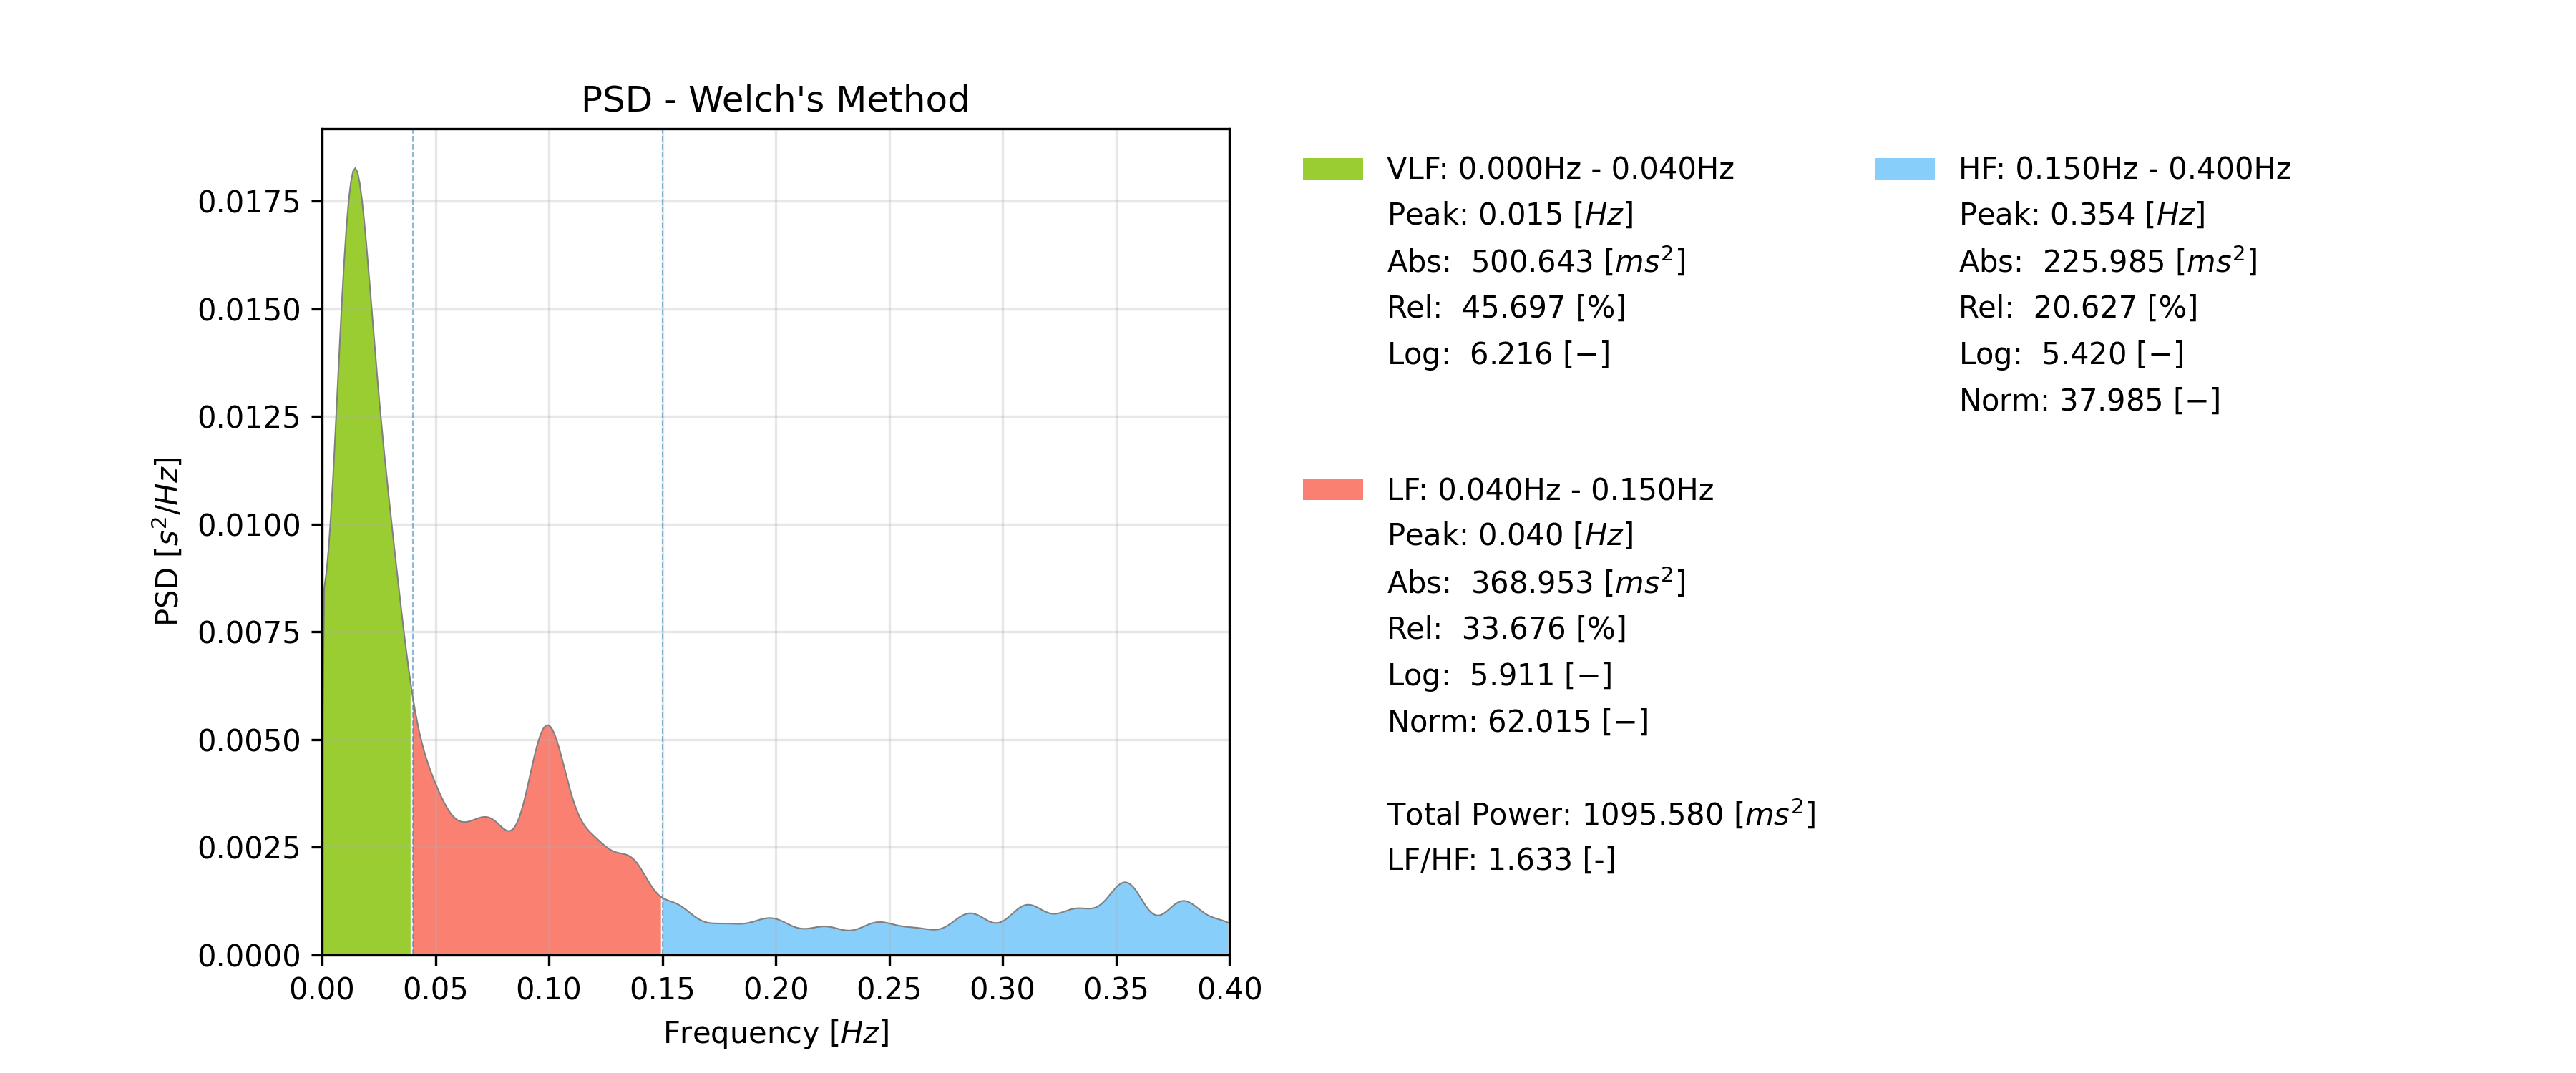 PSD - Welch's Method
0.0175
0.0150
0.0125
0.0100
0.0075
0.0050
0.0025
0.0000
PSD [s²/Hz]
0.00 0.05 0.10 0.15 0.20 0.25 0.30 0.35 0.40
Frequency [Hz]
VLF: 0.000Hz - 0.040Hz
Peak: 0.015 [Hz]
Abs: 500.643 [ms²]
Rel: 45.697 [%]
Log: 6.216 [−]
LF: 0.040Hz - 0.150Hz
Peak: 0.040 [Hz]
Abs: 368.953 [ms²]
Rel: 33.676 [%]
Log: 5.911 [−]
Norm: 62.015 [−]
Total Power: 1095.580 [ms²]
LF/HF: 1.633 [-]
HF: 0.150Hz - 0.400Hz
Peak: 0.354 [Hz]
Abs: 225.985 [ms²]
Rel: 20.627 [%]
Log: 5.420 [−]
Norm: 37.985 [−]